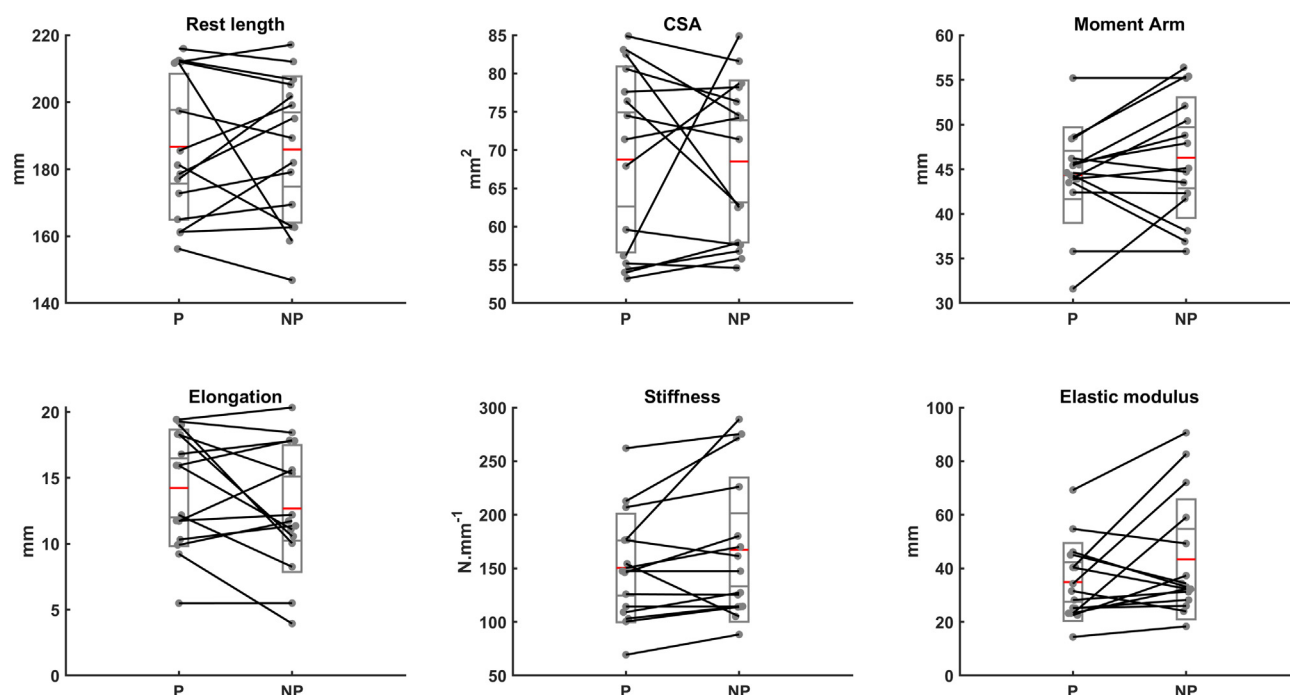 Rest length
220
200
180
160
140
mm
P
NP
CSA
85
80
75
70
65
60
55
50
mm²
P
NP
Moment Arm
60
55
50
45
40
35
30
mm
P
NP
Elongation
20
15
10
5
0
mm
P
NP
Stiffness
300
250
200
150
100
50
N.mm⁻¹
P
NP
Elastic modulus
100
80
60
40
20
0
mm
P
NP